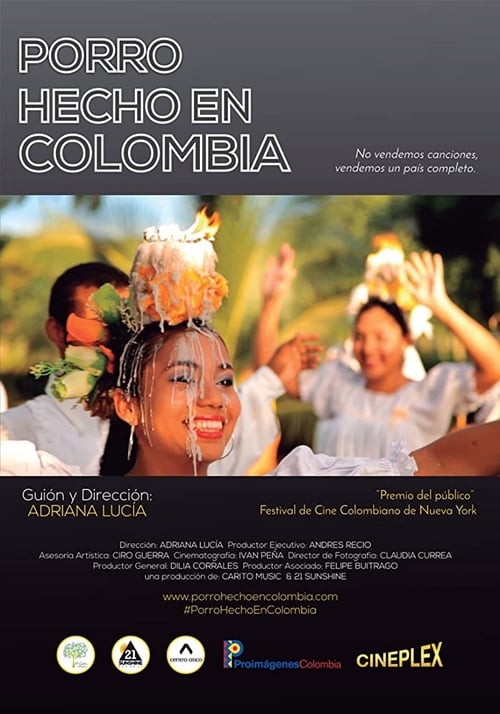 PORRO
HECHO EN
COLOMBIA
No vendemos canciones,
vendemos un país completo.
Guión y Dirección:
ADRIANA LUCÍA
"Premio del público"
Festival de Cine Colombiano de Nueva York
Dirección: ADRIANA LUCÍA Productor Ejecutivo: ANDRES RECIO
Asesoria Artística: CIRO GUERRA Cinematografía: IVAN PEÑA Director de Fotografía: CLAUDIA CURREA
Productor General: DILIA CORRALES Productor Asociado: FELIPE BUITRAGO
una producción de: CARITO MUSIC & 21 SUNSHINE
www.porrohechoencolombia.com
#PorroHechoEnColombia
21
SUNSHINE
CENTRO ÁTICO
ProimágenesColombia
CINEPLEX